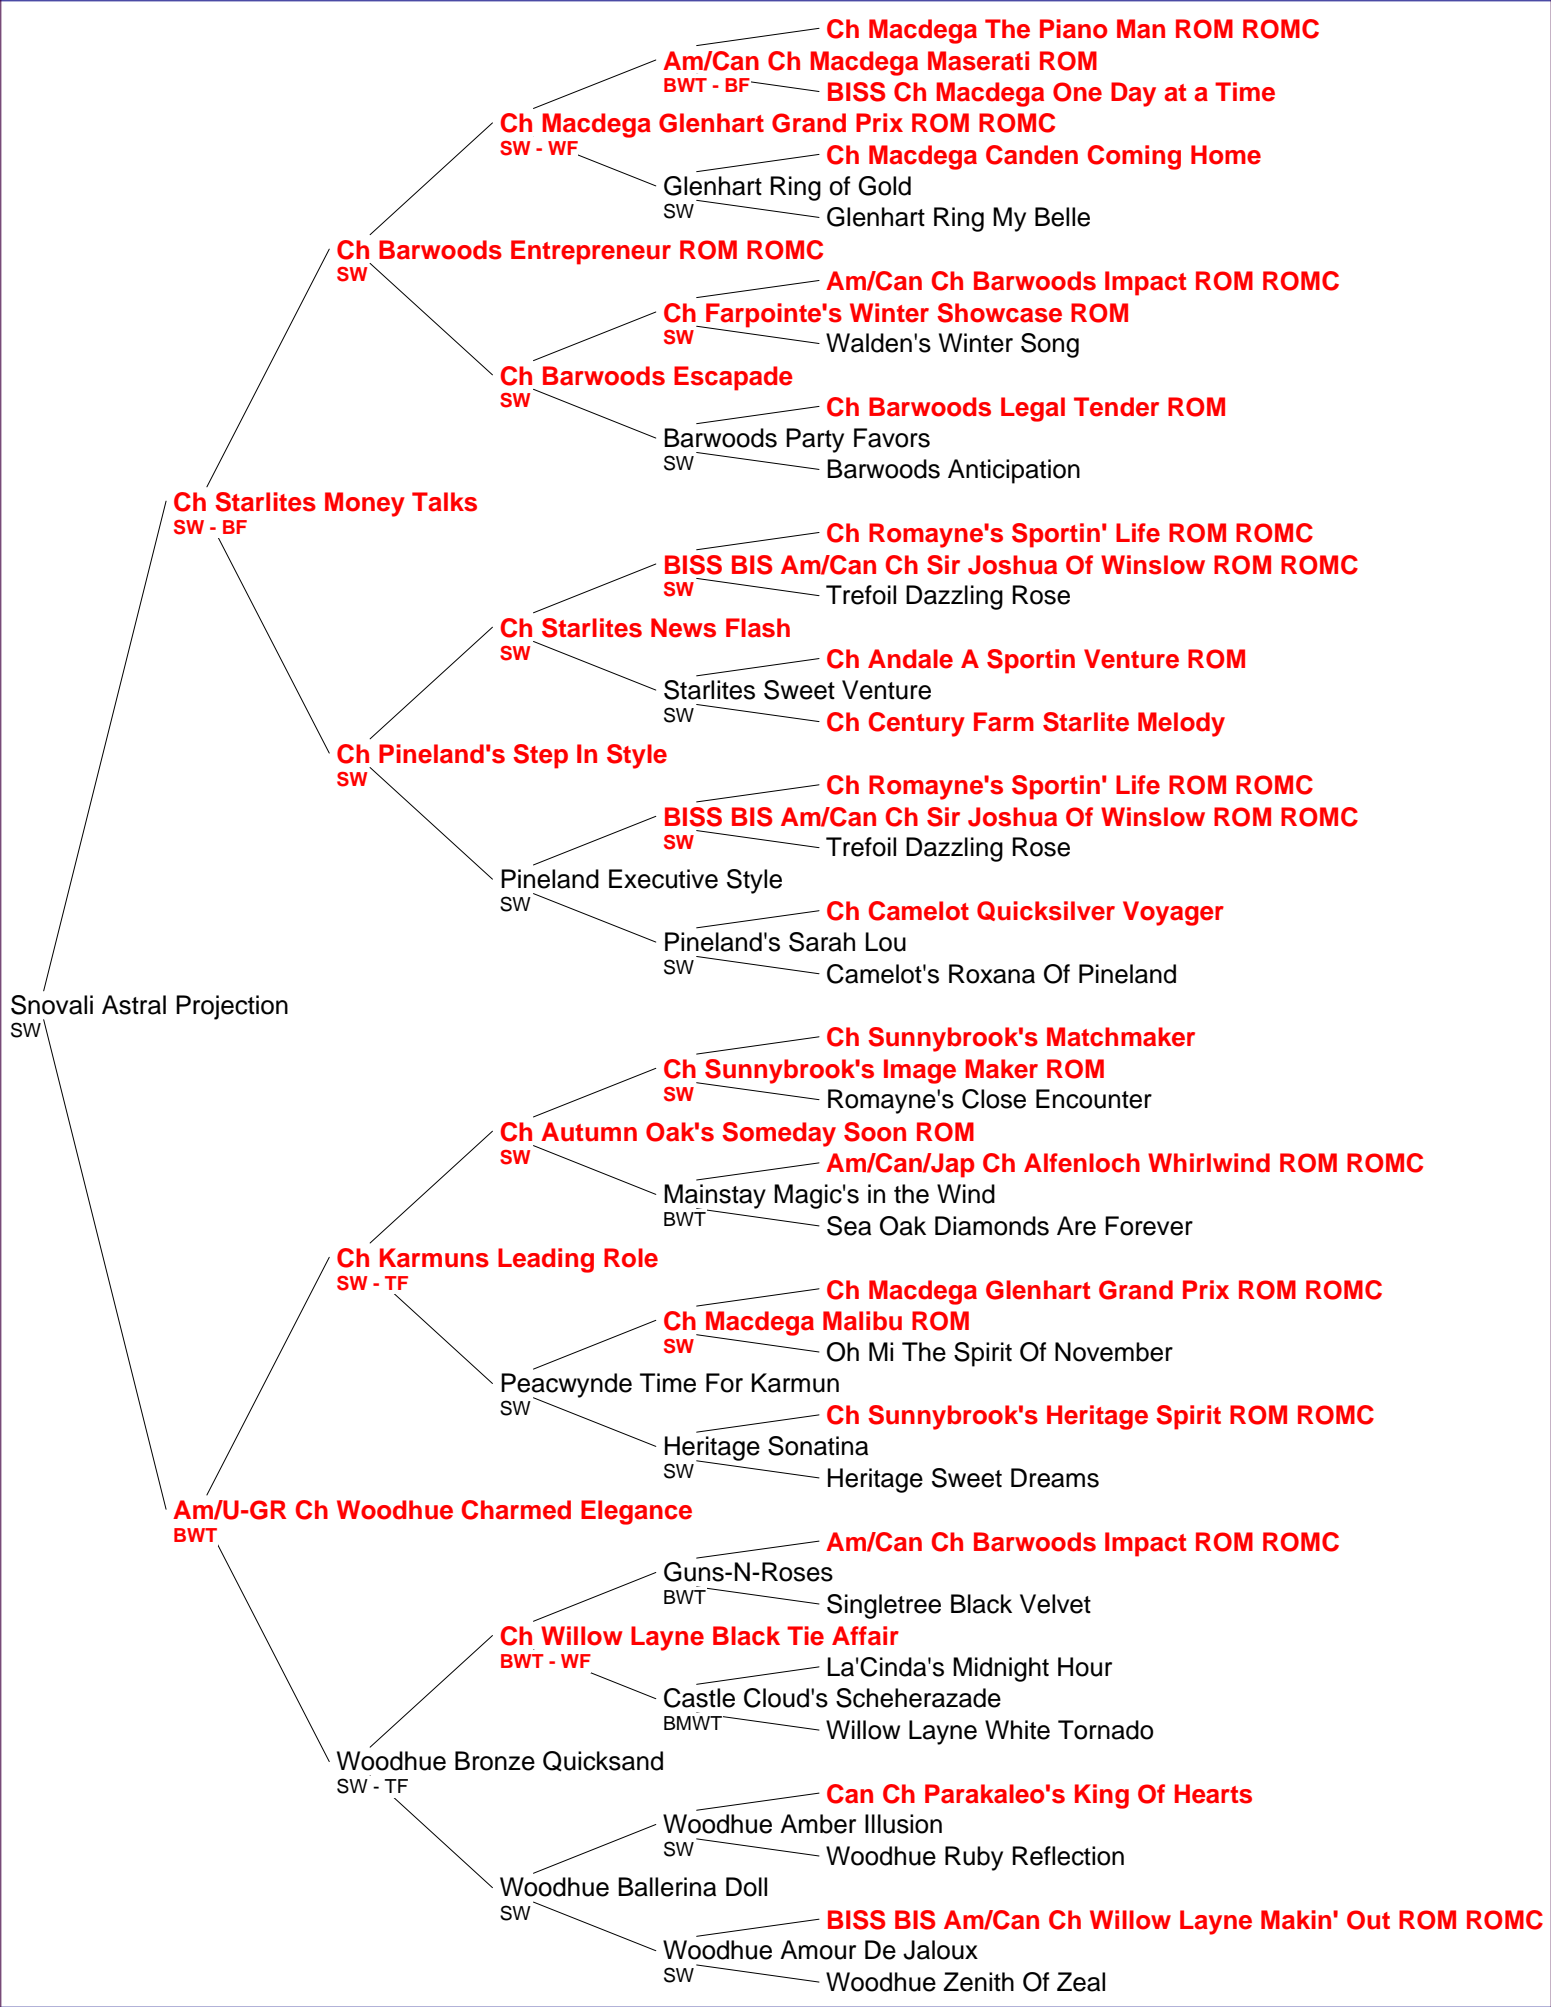 Ch Macdega The Piano Man ROM ROMC
Am/Can Ch Macdega Maserati ROM
BWT - BF
BISS Ch Macdega One Day at a Time
Ch Macdega Glenhart Grand Prix ROM ROMC
SW - WF
Ch Macdega Canden Coming Home
Glenhart Ring of Gold
SW
Glenhart Ring My Belle
Ch Barwoods Entrepreneur ROM ROMC
SW
Am/Can Ch Barwoods Impact ROM ROMC
Ch Farpointe's Winter Showcase ROM
SW
Walden's Winter Song
Ch Barwoods Escapade
SW
Ch Barwoods Legal Tender ROM
Barwoods Party Favors
SW
Barwoods Anticipation
Ch Starlites Money Talks
SW - BF
Ch Romayne's Sportin' Life ROM ROMC
BISS BIS Am/Can Ch Sir Joshua Of Winslow ROM ROMC
SW
Trefoil Dazzling Rose
Ch Starlites News Flash
SW
Ch Andale A Sportin Venture ROM
Starlites Sweet Venture
SW
Ch Century Farm Starlite Melody
Ch Pineland's Step In Style
SW
Ch Romayne's Sportin' Life ROM ROMC
BISS BIS Am/Can Ch Sir Joshua Of Winslow ROM ROMC
SW
Trefoil Dazzling Rose
Pineland Executive Style
SW
Ch Camelot Quicksilver Voyager
Pineland's Sarah Lou
SW
Camelot's Roxana Of Pineland
Snovali Astral Projection
SW
Ch Sunnybrook's Matchmaker
Ch Sunnybrook's Image Maker ROM
SW
Romayne's Close Encounter
Ch Autumn Oak's Someday Soon ROM
SW
Am/Can/Jap Ch Alfenloch Whirlwind ROM ROMC
Mainstay Magic's in the Wind
BWT
Sea Oak Diamonds Are Forever
Ch Karmuns Leading Role
SW - TF
Ch Macdega Glenhart Grand Prix ROM ROMC
Ch Macdega Malibu ROM
SW
Oh Mi The Spirit Of November
Peacwynde Time For Karmun
SW
Ch Sunnybrook's Heritage Spirit ROM ROMC
Heritage Sonatina
SW
Heritage Sweet Dreams
Am/U-GR Ch Woodhue Charmed Elegance
BWT
Am/Can Ch Barwoods Impact ROM ROMC
Guns-N-Roses
BWT
Singletree Black Velvet
Ch Willow Layne Black Tie Affair
BWT - WF
La'Cinda's Midnight Hour
Castle Cloud's Scheherazade
BMWT
Willow Layne White Tornado
Woodhue Bronze Quicksand
SW - TF
Can Ch Parakaleo's King Of Hearts
Woodhue Amber Illusion
SW
Woodhue Ruby Reflection
Woodhue Ballerina Doll
SW
BISS BIS Am/Can Ch Willow Layne Makin' Out ROM ROMC
Woodhue Amour De Jaloux
SW
Woodhue Zenith Of Zeal